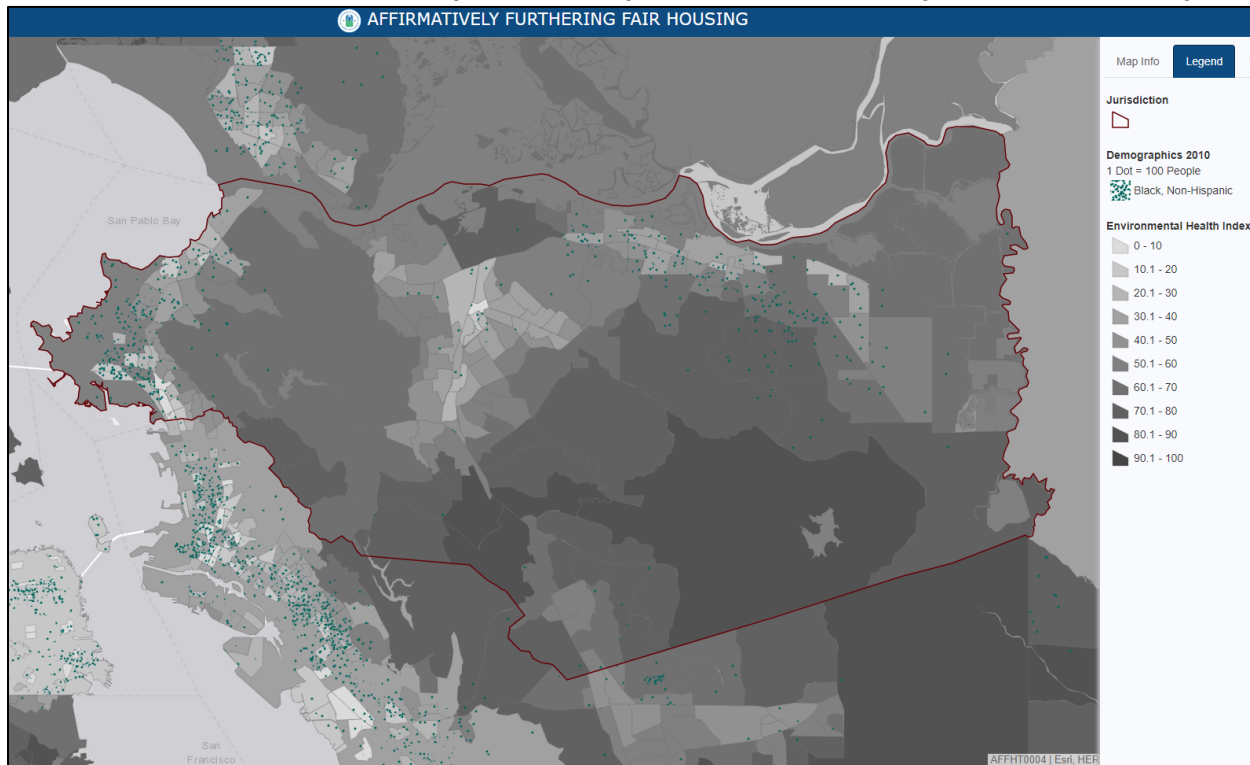 AFFIRMATIVELY FURTHERING FAIR HOUSING
Map Info
Legend
Jurisdiction
Demographics 2010
1 Dot = 100 People
Black, Non-Hispanic
Environmental Health Index
0 - 10
10.1 - 20
20.1 - 30
30.1 - 40
40.1 - 50
50.1 - 60
60.1 - 70
70.1 - 80
80.1 - 90
90.1 - 100
San Pablo Bay
San
Francisco
AFFHT0004 | Esri, HER